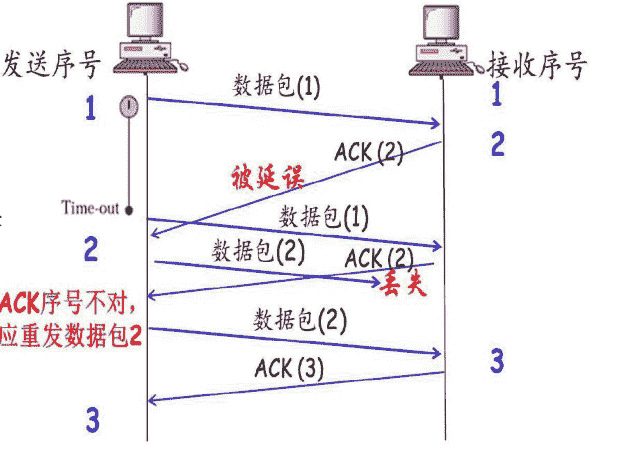 发送序号
接收序号
数据包(1)
1
1
ACK (2)
2
被延误
Time-out
数据包(1)
2
数据包(2)
ACK (2)
丢失
ACK序号不对，
应重发数据包2
数据包(2)
3
ACK (3)
3